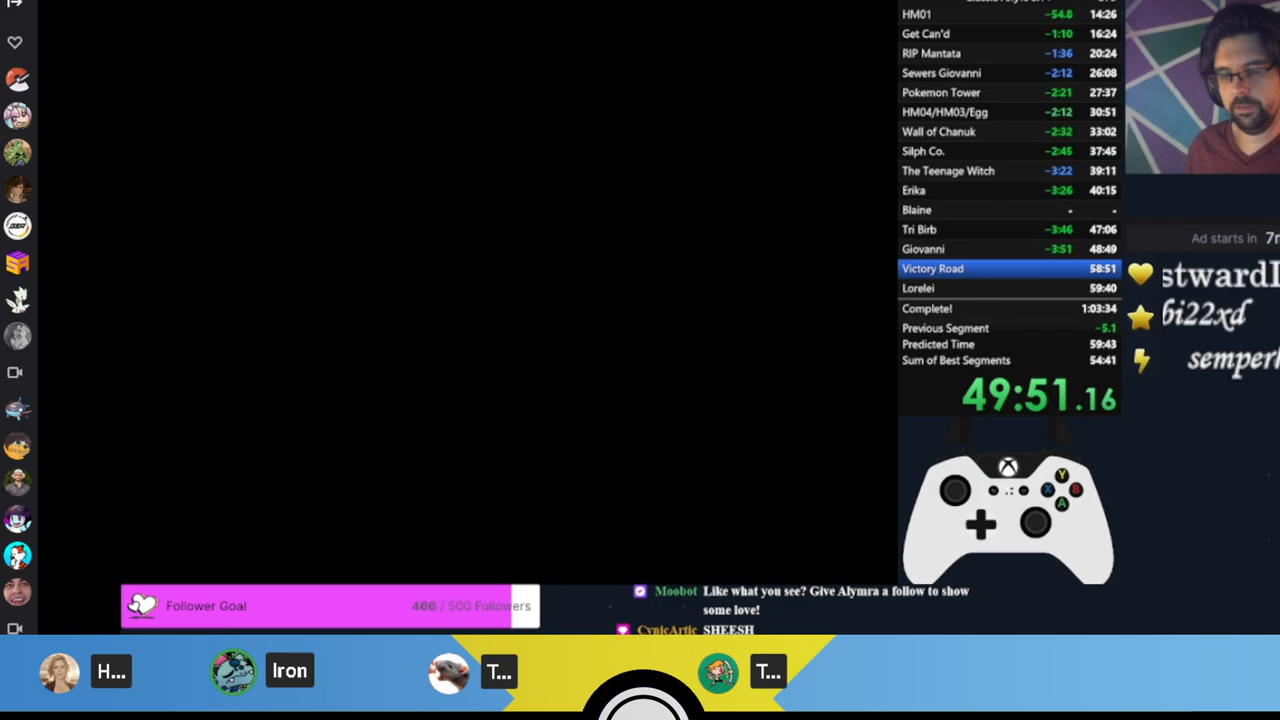 HM01 -54.8 14:26
Get Can'd -1:10 16:24
RIP Mantata -1:36 20:24
Sewers Giovanni -2:12 26:08
Pokemon Tower -2:21 27:37
HM04/HM03/Egg -2:12 30:51
Wall of Chanuk -2:32 33:02
Silph Co. -2:45 37:45
The Teenage Witch -3:22 39:11
Erika -3:26 40:15
Blaine - -
Tri Birb -3:46 47:06
Giovanni -3:51 48:49
Victory Road 58:51
Lorelei 59:40
Complete! 1:03:34
Previous Segment -5.1
Predicted Time 59:43
Sum of Best Segments 54:41
49:51.16
Y
X B
A
Ad starts in 7m
stwardI
bi22xd
semperl
Follower Goal 466 / 500 Followers
Moobot Like what you see? Give Alymra a follow to show
some love!
CynicArtic SHEESH
H... Iron T... T...